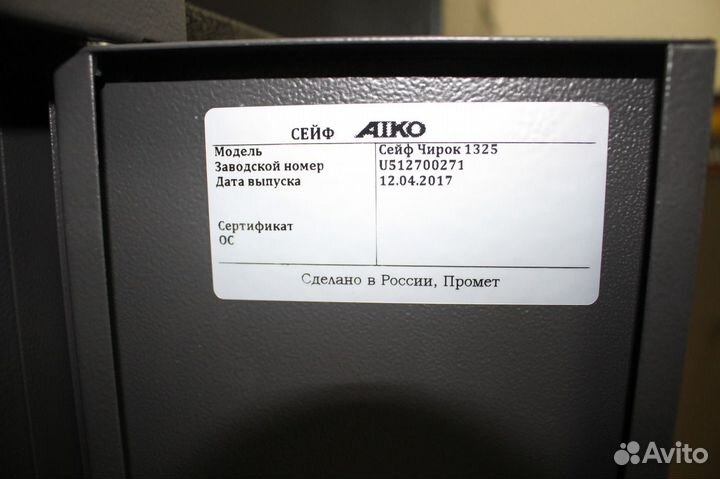 СЕЙФ AIKO
Модель Сейф Чирок 1325
Заводской номер U512700271
Дата выпуска 12.04.2017
Сертификат
ОС
Сделано в России, Промет
Avito